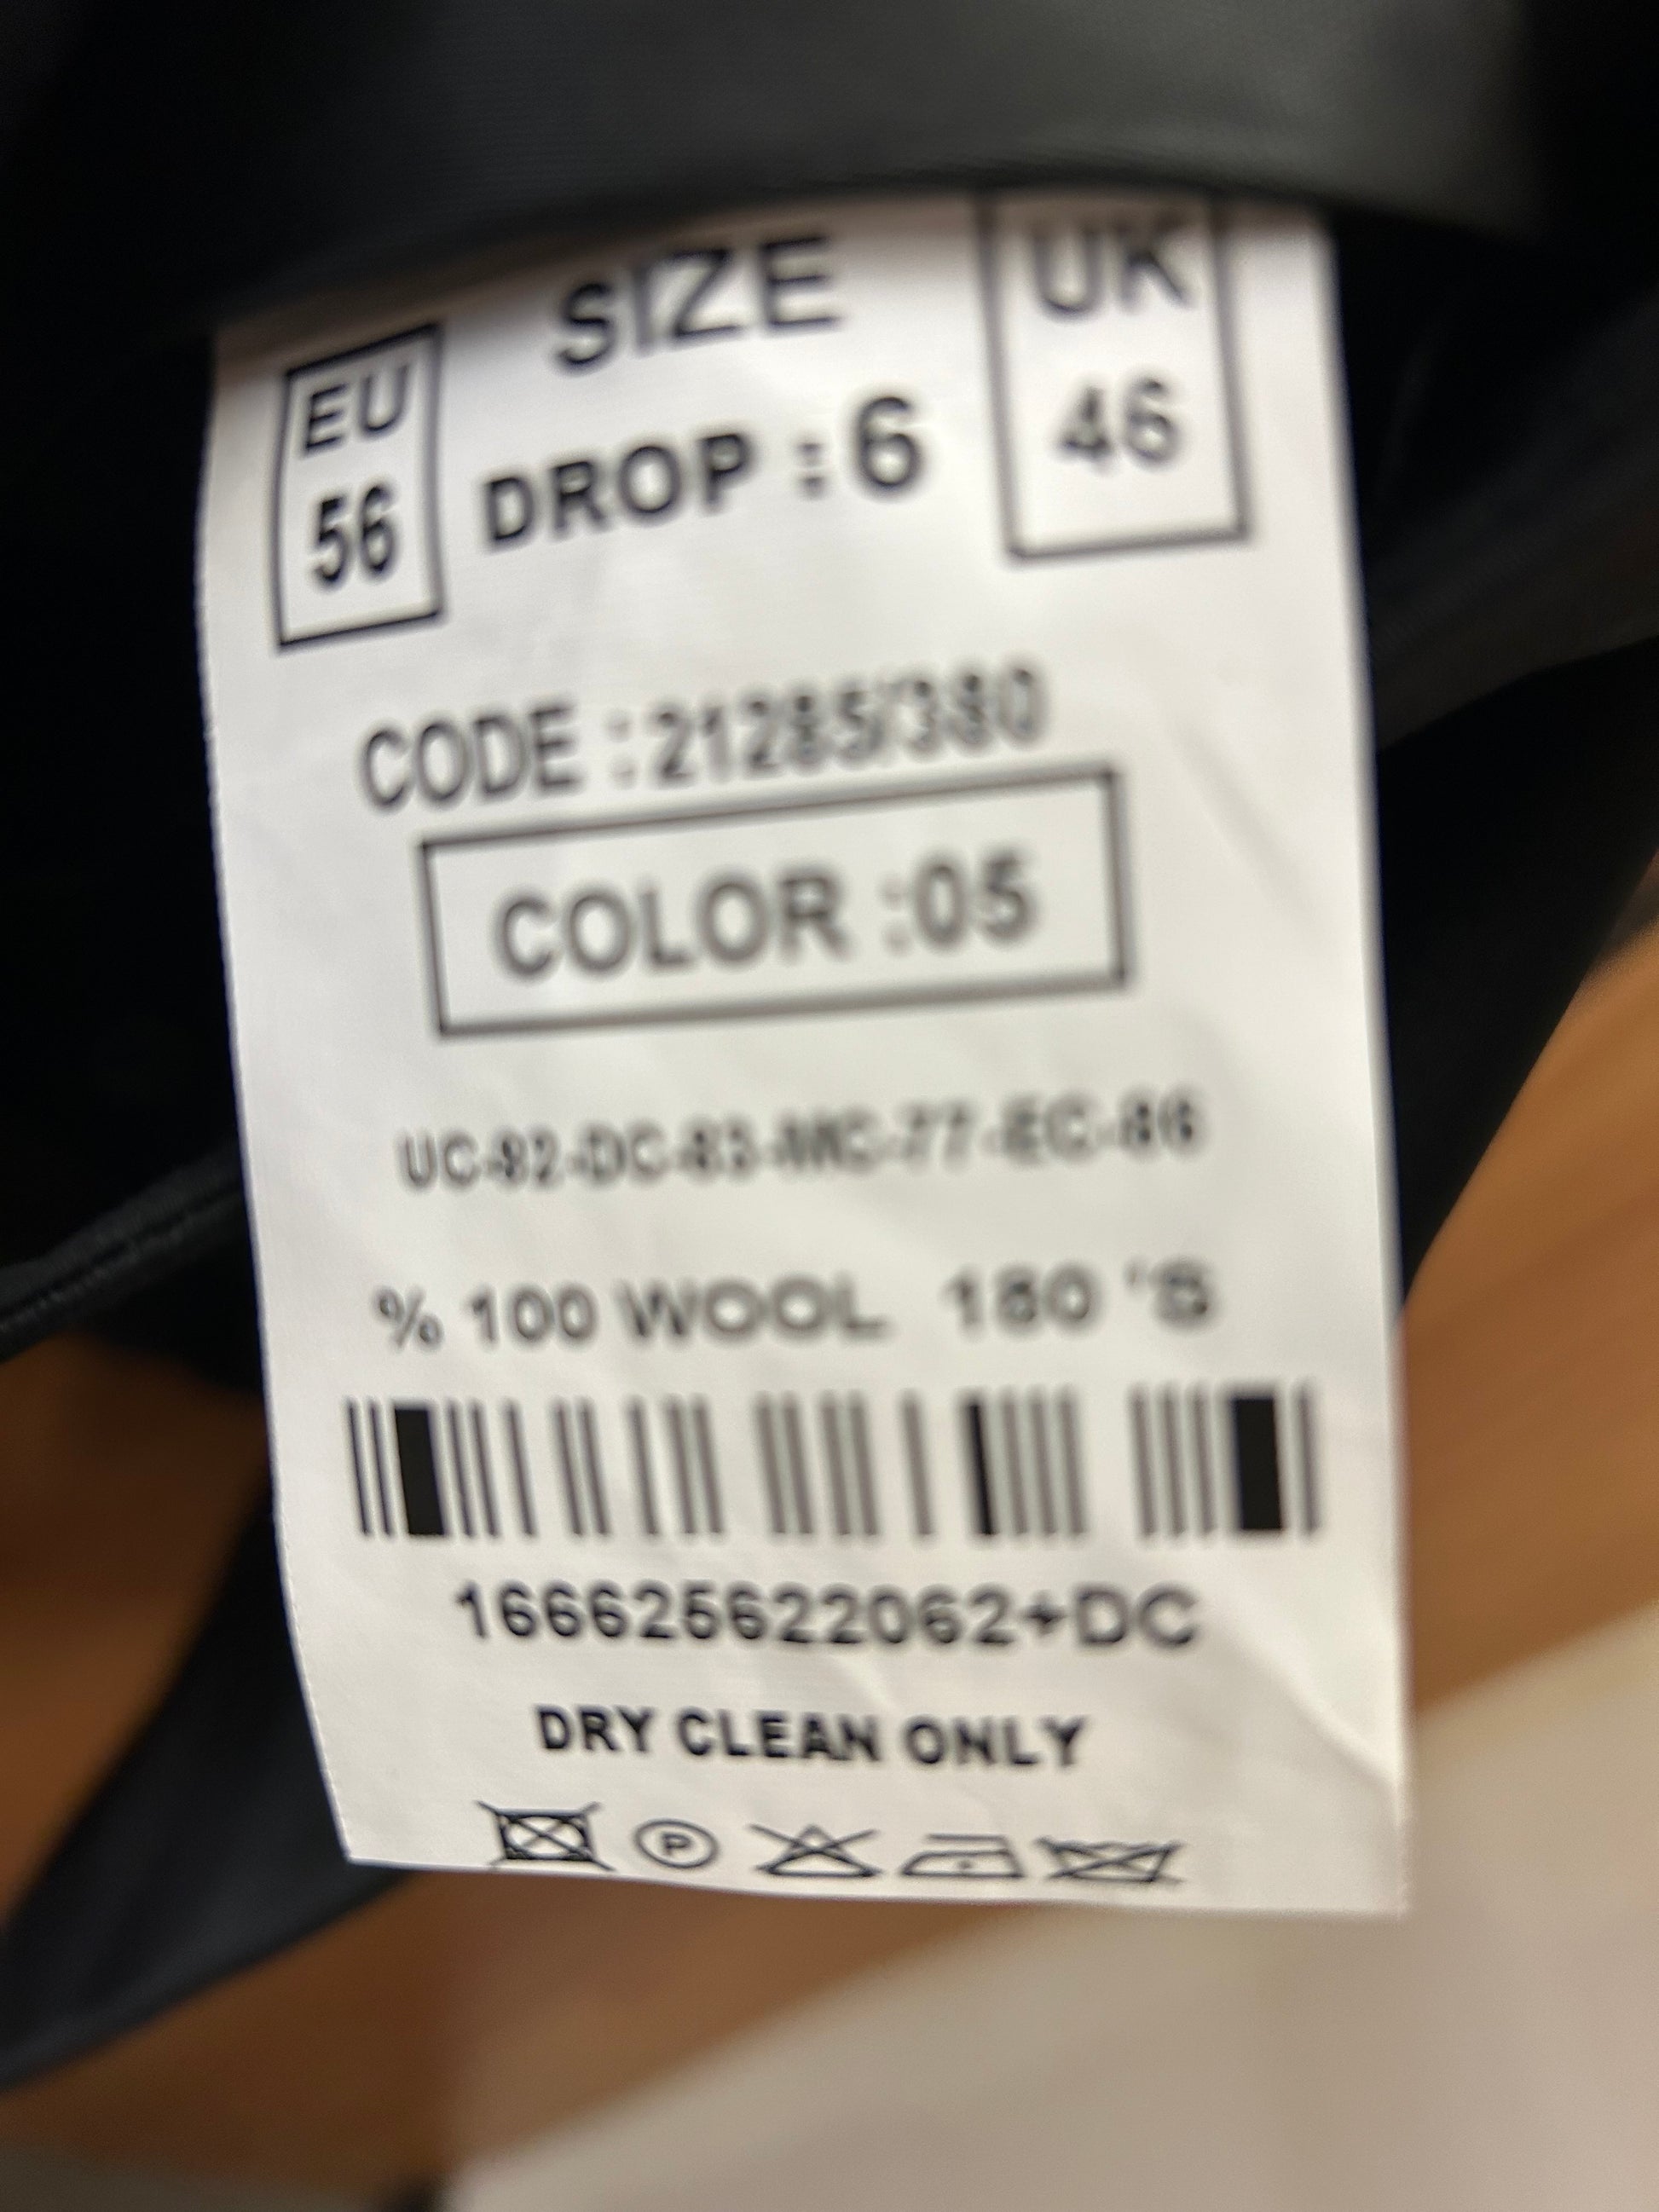 SIZE
UK
EU
DROP : 6
46
56
CODE : 21285/380
COLOR :05
% 100 WOOL 180 'S
166625622062+DC
DRY CLEAN ONLY
P